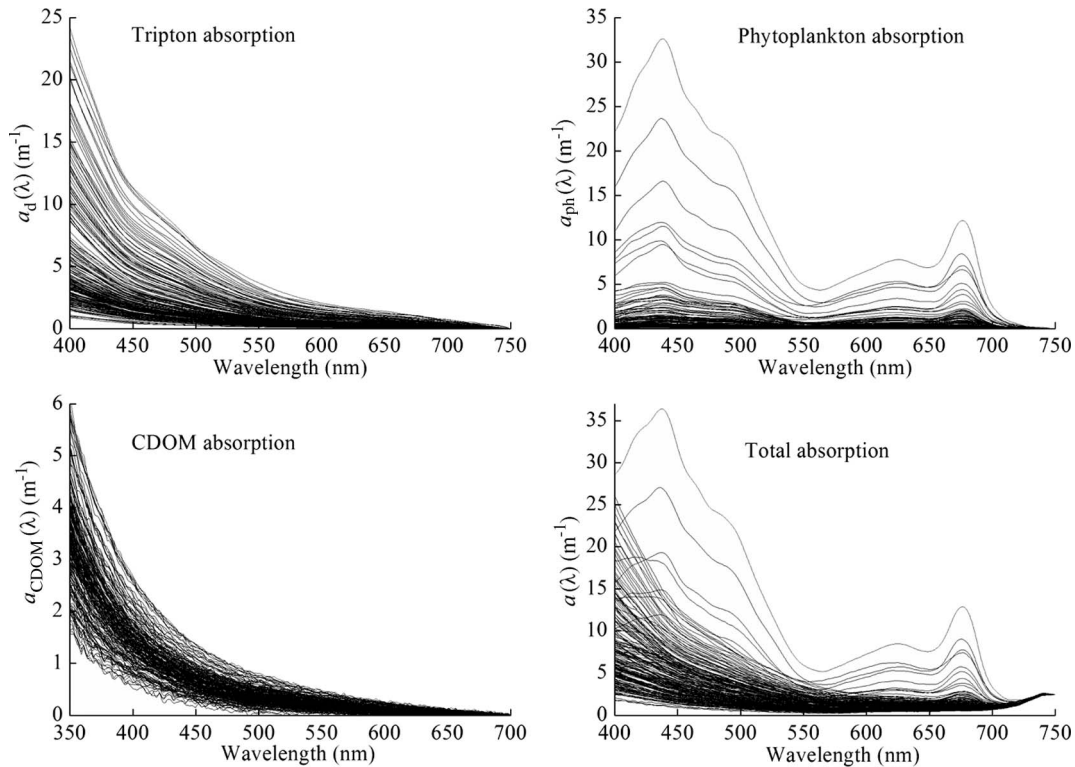 Tripton absorption
25
20
15
10
5
0
a_d(λ) (m⁻¹)
400 450 500 550 600 650 700 750
Wavelength (nm)
Phytoplankton absorption
35
30
25
20
15
10
5
0
a_ph(λ) (m⁻¹)
400 450 500 550 600 650 700 750
Wavelength (nm)
CDOM absorption
6
5
4
3
2
1
0
a_CDOM(λ) (m⁻¹)
350 400 450 500 550 600 650 700
Wavelength (nm)
Total absorption
35
30
25
20
15
10
5
0
a(λ) (m⁻¹)
400 450 500 550 600 650 700 750
Wavelength (nm)